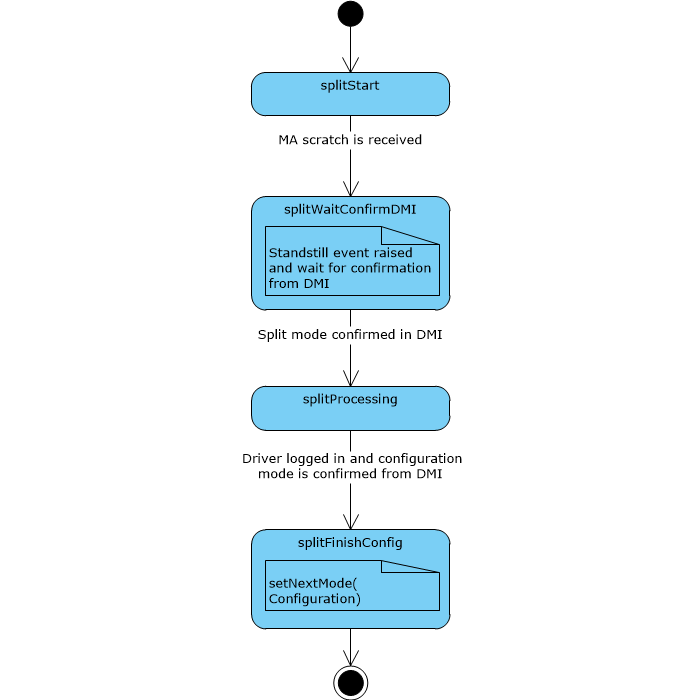 splitStart
MA scratch is received
splitWaitConfirmDMI
Standstill event raised
and wait for confirmation
from DMI
Split mode confirmed in DMI
splitProcessing
Driver logged in and configuration
mode is confirmed from DMI
splitFinishConfig
setNextMode(
Configuration)